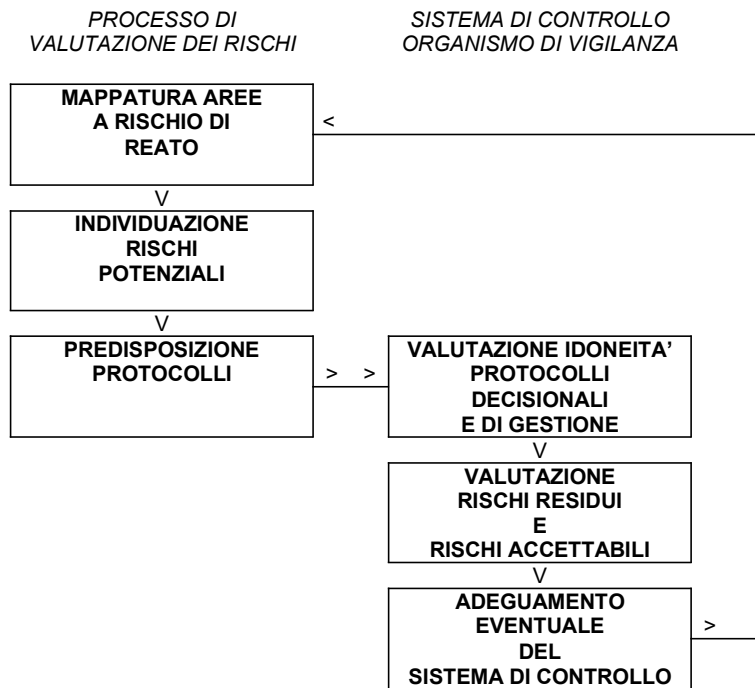 PROCESSO DI
VALUTAZIONE DEI RISCHI
SISTEMA DI CONTROLLO
ORGANISMO DI VIGILANZA
MAPPATURA AREE
A RISCHIO DI
REATO
<
V
INDIVIDUAZIONE
RISCHI
POTENZIALI
V
PREDISPOSIZIONE
PROTOCOLLI
> >
VALUTAZIONE IDONEITA’
PROTOCOLLI
DECISIONALI
E DI GESTIONE
V
VALUTAZIONE
RISCHI RESIDUI
E
RISCHI ACCETTABILI
V
ADEGUAMENTO
EVENTUALE
DEL
SISTEMA DI CONTROLLO
>